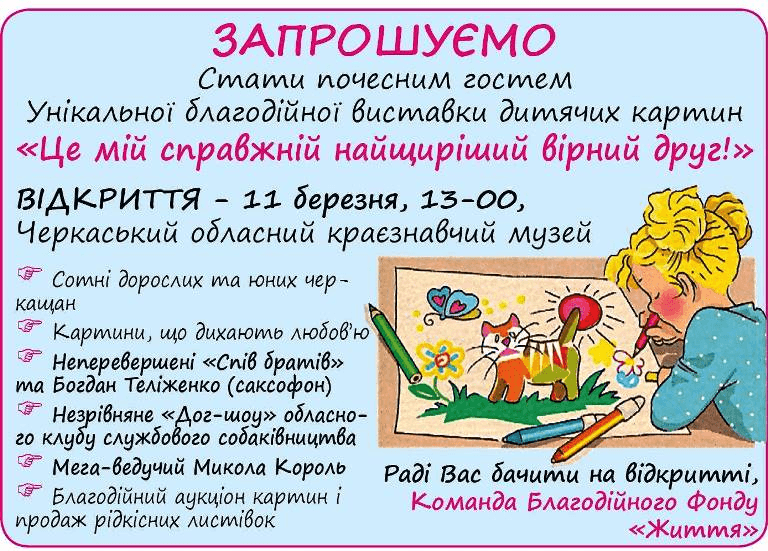 ЗАПРОШУЄМО
Стати почесним гостем
Унікальної благодійної виставки дитячих картин
«Це мій справжній найщиріший вірний друг!»
ВІДКРИТТЯ - 11 березня, 13-00,
Черкаський обласний краєзнавчий музей
Сотні дорослих та юних чер-
кащан
Картини, що дихають любов'ю
Неперевершені «Спів братів»
та Богдан Теліженко (саксофон)
Незрівняне «Дог-шоу» обласно-
го клубу службового собаківництва
Мега-ведучий Микола Король
Благодійний аукціон картин і
продаж рідкісних листівок
Раді Вас бачити на відкритті,
Команда Благодійного Фонду
«Життя»